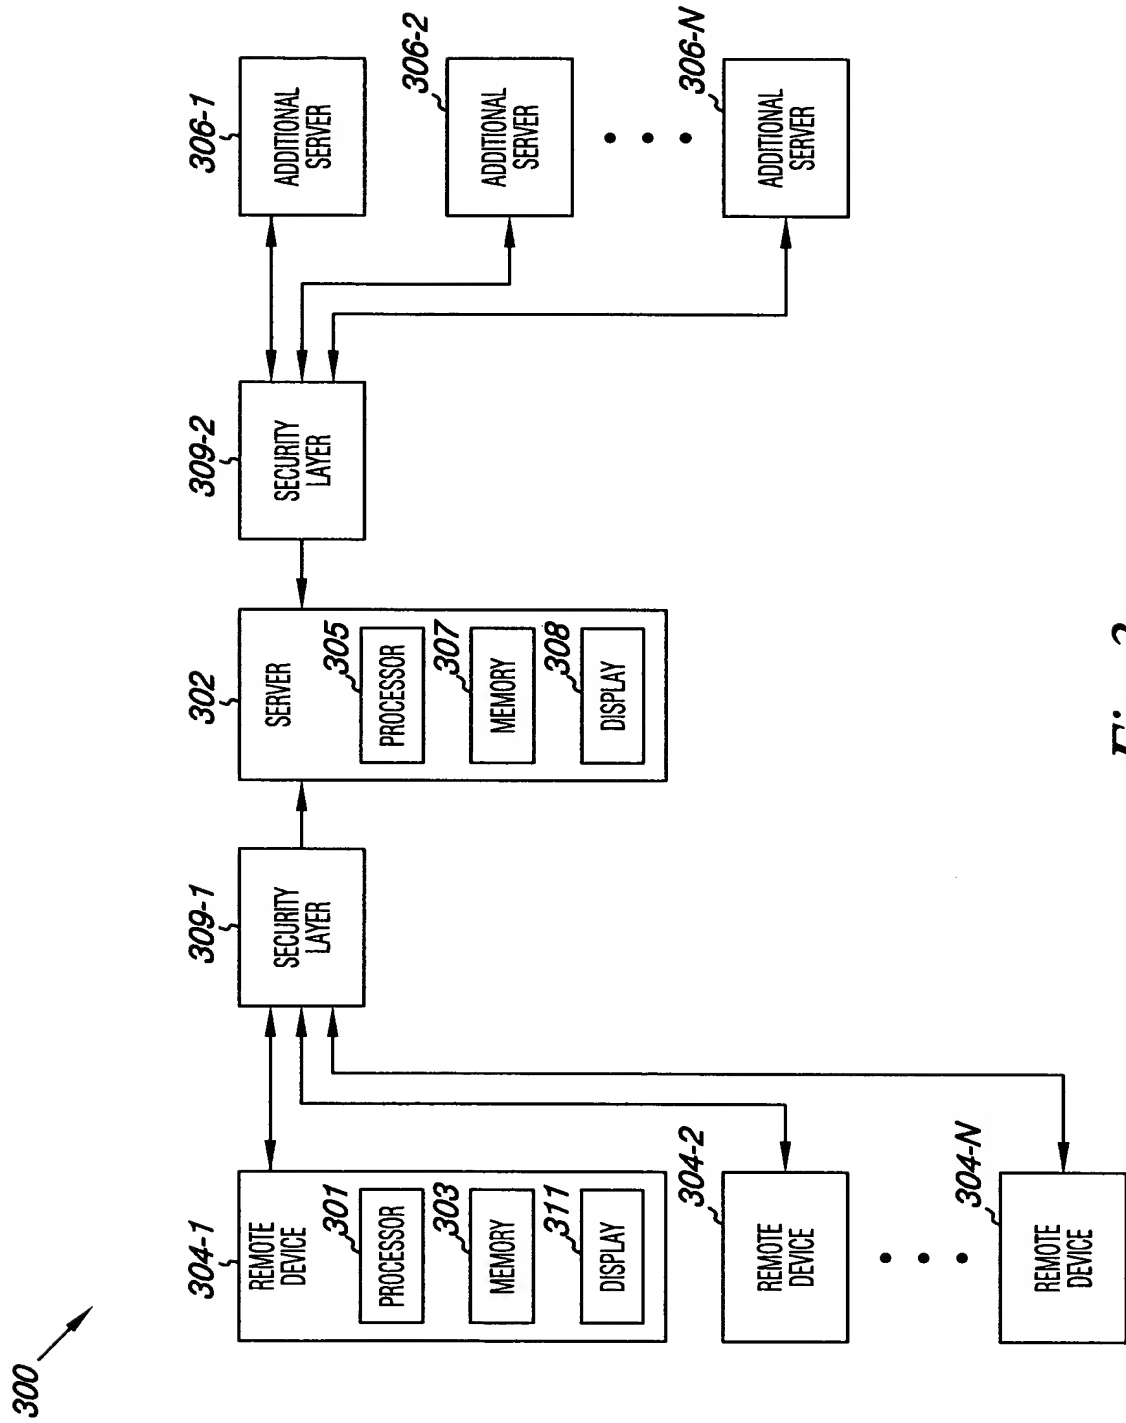 300
304-1
REMOTE
DEVICE
301
PROCESSOR
303
MEMORY
311
DISPLAY
304-2
REMOTE
DEVICE
304-N
REMOTE
DEVICE
309-1
SECURITY
LAYER
302
SERVER
305
PROCESSOR
307
MEMORY
308
DISPLAY
309-2
SECURITY
LAYER
306-1
ADDITIONAL
SERVER
306-2
ADDITIONAL
SERVER
306-N
ADDITIONAL
SERVER